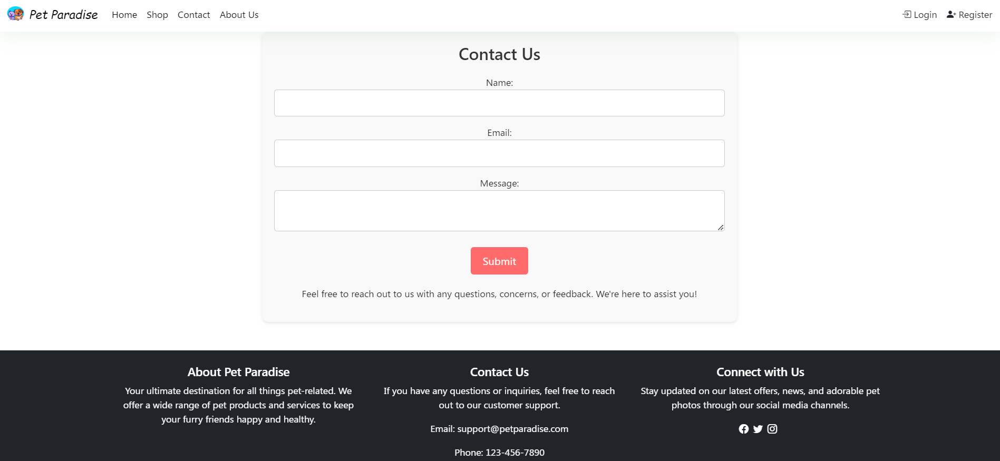 Pet Paradise Home Shop Contact About Us Login Register
Contact Us
Name:
Email:
Message:
Submit
Feel free to reach out to us with any questions, concerns, or feedback. We're here to assist you!
About Pet Paradise
Your ultimate destination for all things pet-related. We
offer a wide range of pet products and services to keep
your furry friends happy and healthy.
Contact Us
If you have any questions or inquiries, feel free to reach
out to our customer support.
Email: support@petparadise.com
Phone: 123-456-7890
Connect with Us
Stay updated on our latest offers, news, and adorable pet
photos through our social media channels.